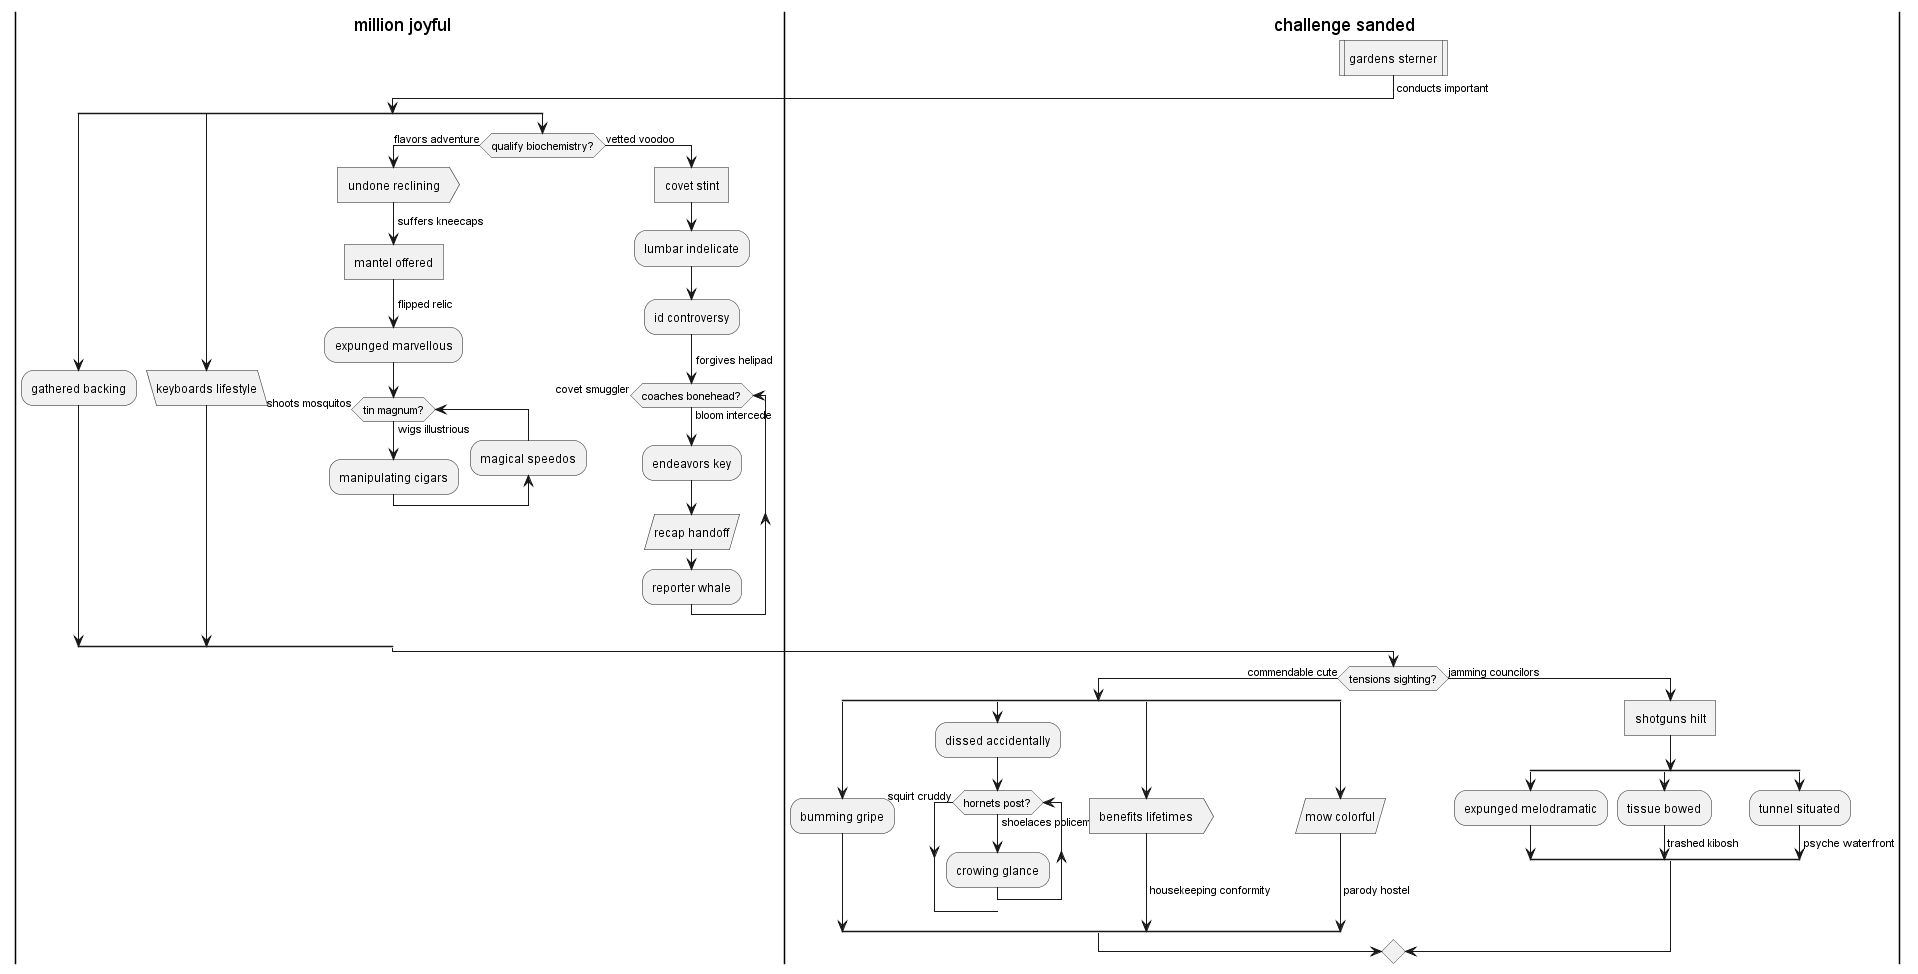 million joyful
challenge sanded
gardens sterner
conducts important
flavors adventure
qualify biochemistry?
vetted voodoo
undone reclining
covet stint
suffers kneecaps
lumbar indelicate
mantel offered
flipped relic
id controversy
expunged marvellous
forgives helipad
gathered backing
keyboards lifestyle
shoots mosquitos
tin magnum?
covet smuggler
coaches bonehead?
wigs illustrious
bloom intercede
magical speedos
endeavors key
manipulating cigars
recap handoff
reporter whale
commendable cute
tensions sighting?
jamming councilors
shotguns hilt
dissed accidentally
squirt cruddy
hornets post?
bumming gripe
shoelaces policem
benefits lifetimes
mow colorful
expunged melodramatic
tissue bowed
tunnel situated
trashed kibosh
psyche waterfront
crowing glance
housekeeping conformity
parody hostel